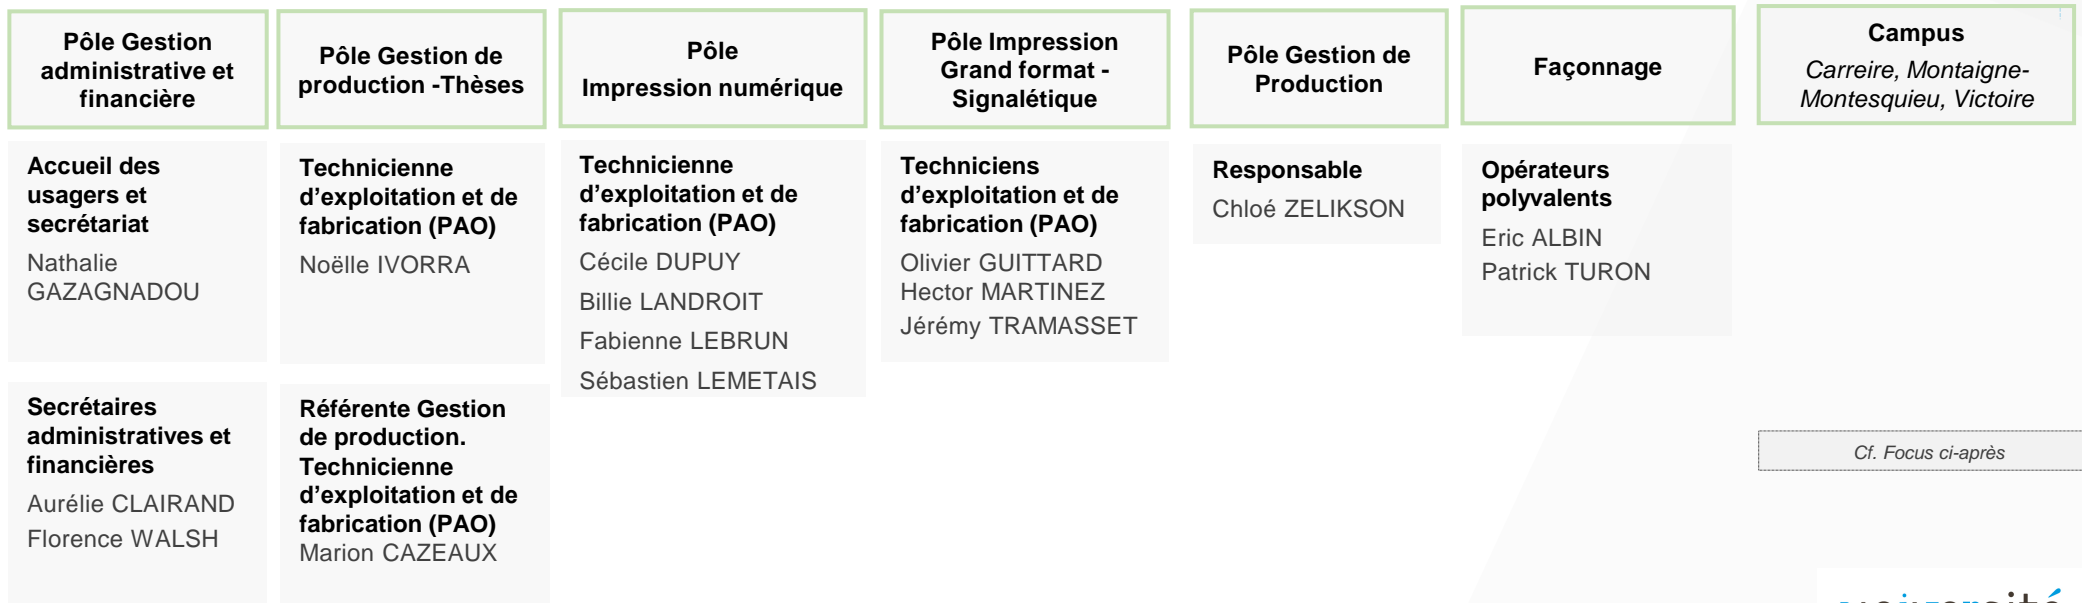 Pôle Gestion
administrative et
financière
Accueil des
usagers et
secrétariat
Nathalie
GAZAGNADOU
Secrétaires
administratives et
financières
Aurélie CLAIRAND
Florence WALSH
Pôle Gestion de
production -Thèses
Technicienne
d’exploitation et de
fabrication (PAO)
Noëlle IVORRA
Référente Gestion
de production.
Technicienne
d’exploitation et de
fabrication (PAO)
Marion CAZEAUX
Pôle
Impression numérique
Technicienne
d’exploitation et de
fabrication (PAO)
Cécile DUPUY
Billie LANDROIT
Fabienne LEBRUN
Sébastien LEMETAIS
Pôle Impression
Grand format -
Signalétique
Techniciens
d’exploitation et de
fabrication (PAO)
Olivier GUITTARD
Hector MARTINEZ
Jérémy TRAMASSET
Pôle Gestion de
Production
Responsable
Chloé ZELIKSON
Façonnage
Opérateurs
polyvalents
Eric ALBIN
Patrick TURON
Campus
Carreire, Montaigne-
Montesquieu, Victoire
Cf. Focus ci-après
université